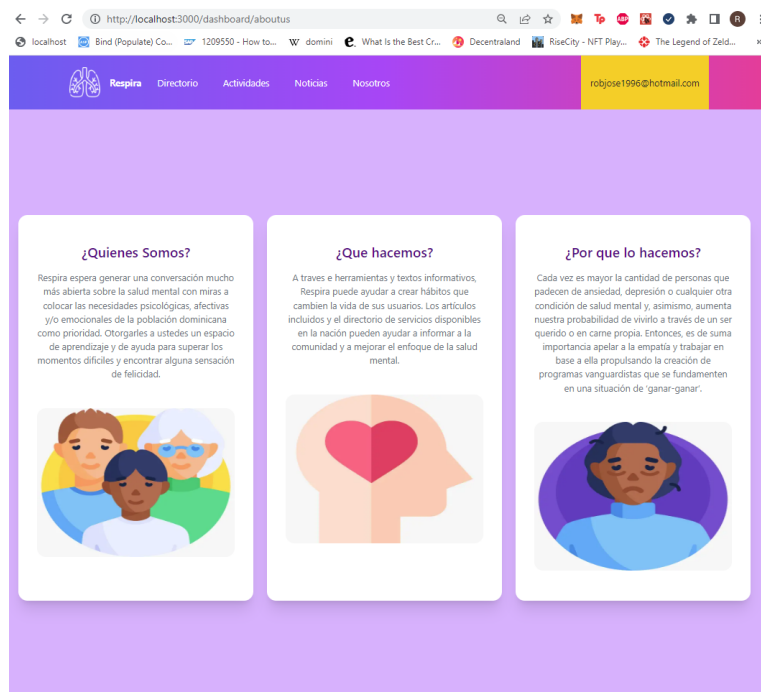 http://localhost:3000/dashboard/aboutus
localhost
Bind (Populate) Co...
1209550 - How to...
domini
What Is the Best Cr...
Decentraland
RiseCity - NFT Play...
The Legend of Zeld...
Respira
Directorio
Actividades
Noticias
Nosotros
robjose1996@hotmail.com
¿Quienes Somos?
Respira espera generar una conversación mucho
más abierta sobre la salud mental con miras a
colocar las necesidades psicológicas, afectivas
y/o emocionales de la población dominicana
como prioridad. Otorgarles a ustedes un espacio
de aprendizaje y de ayuda para superar los
momentos dificiles y encontrar alguna sensación
de felicidad.
¿Que hacemos?
A traves e herramientas y textos informativos,
Respira puede ayudar a crear hábitos que
cambien la vida de sus usuarios. Los artículos
incluidos y el directorio de servicios disponibles
en la nación pueden ayudar a informar a la
comunidad y a mejorar el enfoque de la salud
mental.
¿Por que lo hacemos?
Cada vez es mayor la cantidad de personas que
padecen de ansiedad, depresión o cualquier otra
condición de salud mental y, asimismo, aumenta
nuestra probabilidad de vivirlo a través de un ser
querido o en carne propia. Entonces, es de suma
importancia apelar a la empatía y trabajar en
base a ella propulsando la creación de
programas vanguardistas que se fundamenten
en una situación de 'ganar-ganar'.